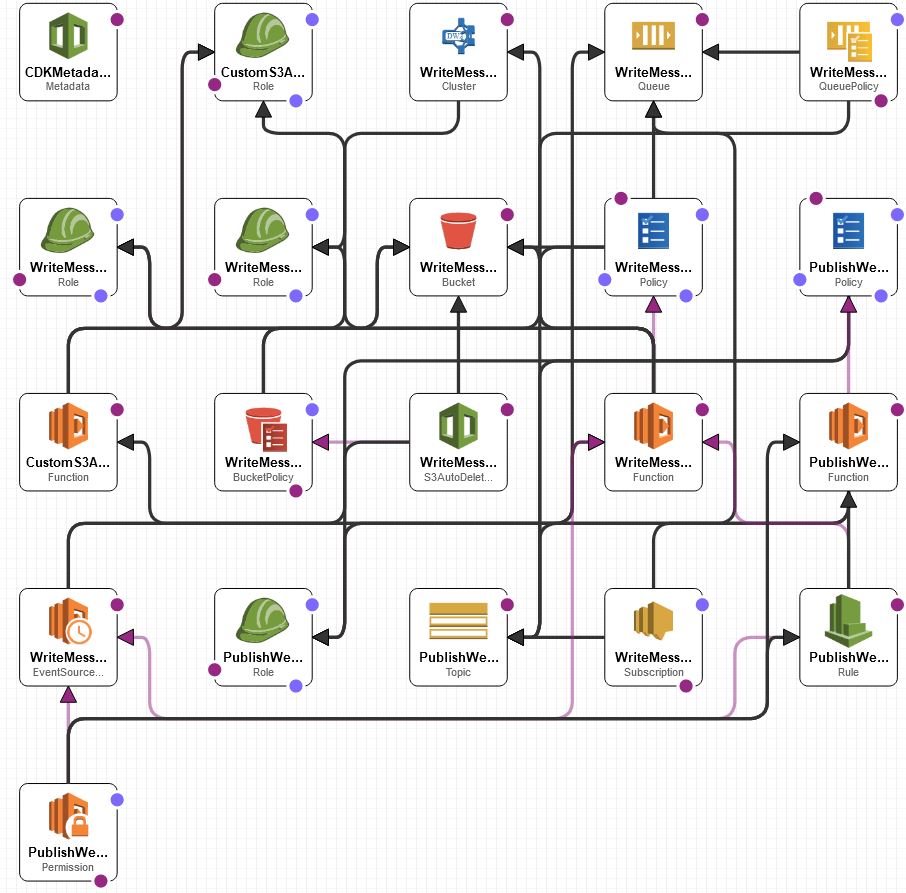 CDKMetada...
Metadata
CustomS3A...
Role
DW2
WriteMess...
Cluster
WriteMess...
Queue
WriteMess...
QueuePolicy
WriteMess...
Role
WriteMess...
Role
WriteMess...
Bucket
WriteMess...
Policy
PublishWe...
Policy
CustomS3A...
Function
WriteMess...
BucketPolicy
WriteMess...
S3AutoDelet...
WriteMess...
Function
PublishWe...
Function
WriteMess...
EventSource...
PublishWe...
Role
PublishWe...
Topic
WriteMess...
Subscription
PublishWe...
Rule
PublishWe...
Permission